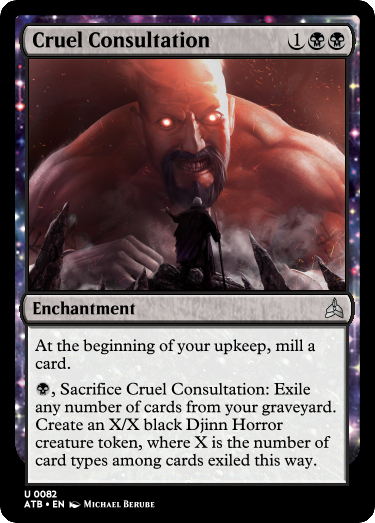 Cruel Consultation 1
Enchantment
At the beginning of your upkeep, mill a
card.
, Sacrifice Cruel Consultation: Exile
any number of cards from your graveyard.
Create an X/X black Djinn Horror
creature token, where X is the number of
card types among cards exiled this way.
U 0082
ATB • EN Michael Berube